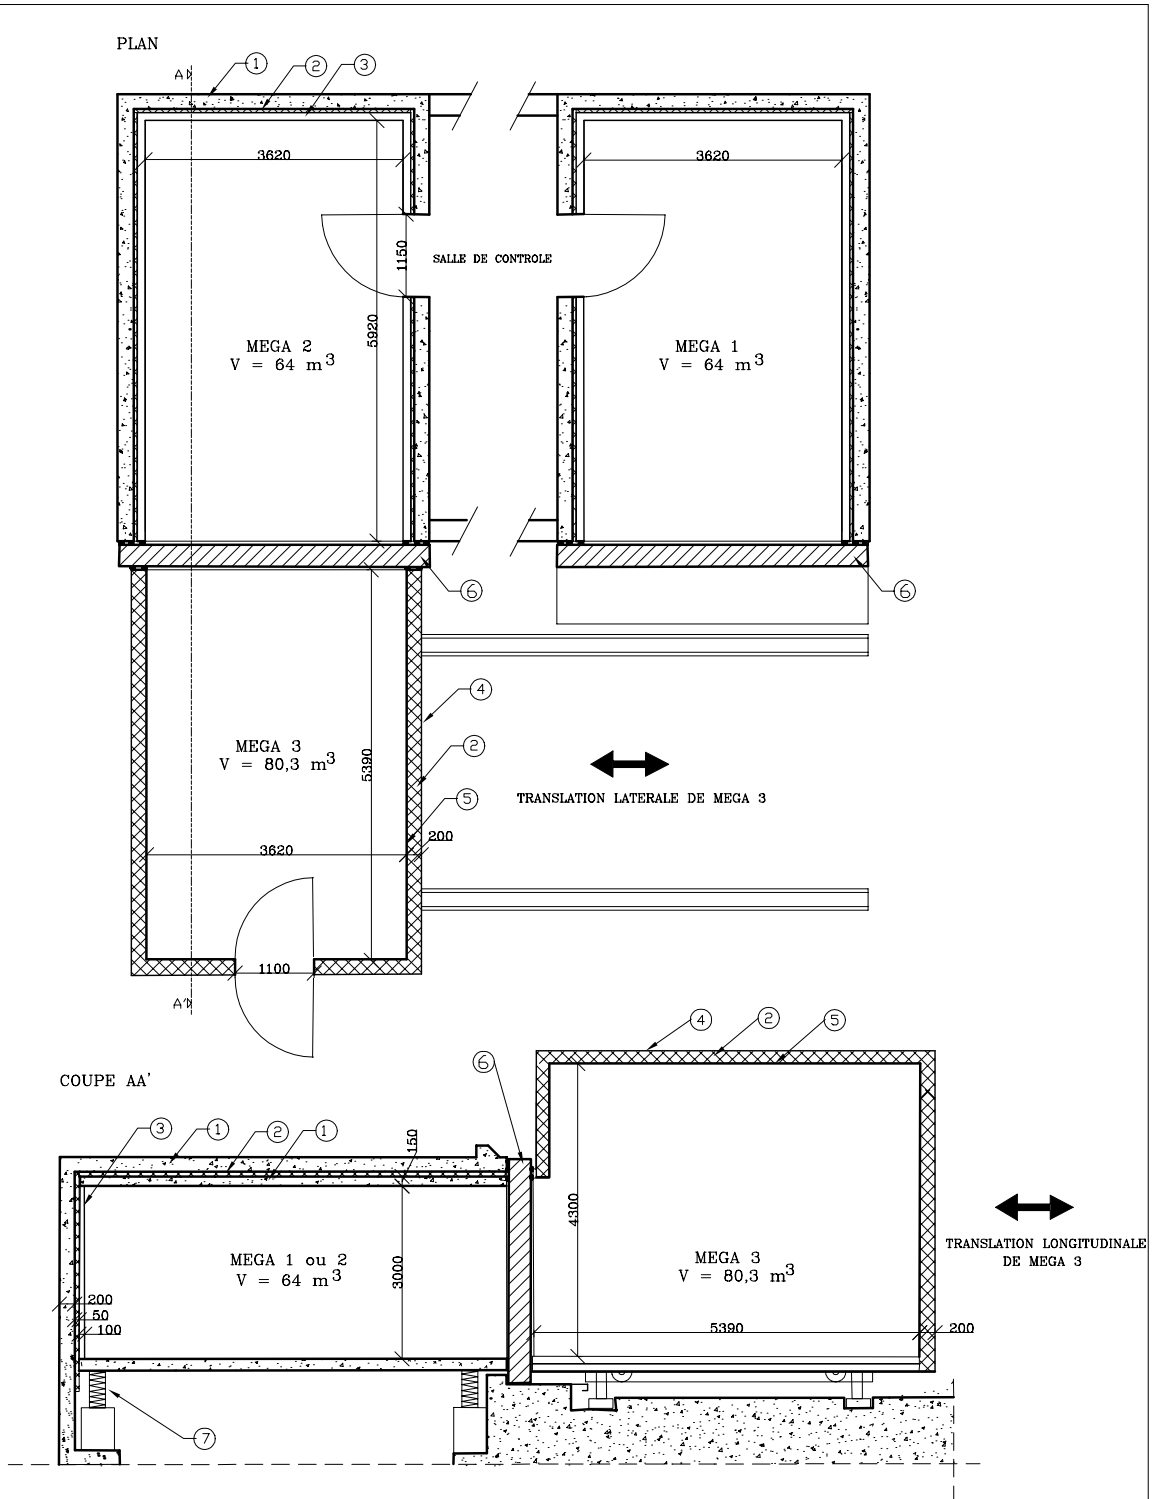 PLAN
A
1
2
3
3620
3620
1150
SALLE DE CONTROLE
5920
MEGA 2
V = 64 m3
MEGA 1
V = 64 m3
6
6
4
MEGA 3
V = 80,3 m3
2
5390
TRANSLATION LATERALE DE MEGA 3
5
200
3620
1100
A'
4
2
5
6
COUPE AA'
3
1
2
1
150
4300
TRANSLATION LONGITUDINALE
DE MEGA 3
MEGA 1 ou 2
V = 64 m3
3000
MEGA 3
V = 80,3 m3
200
50
100
5390
200
7